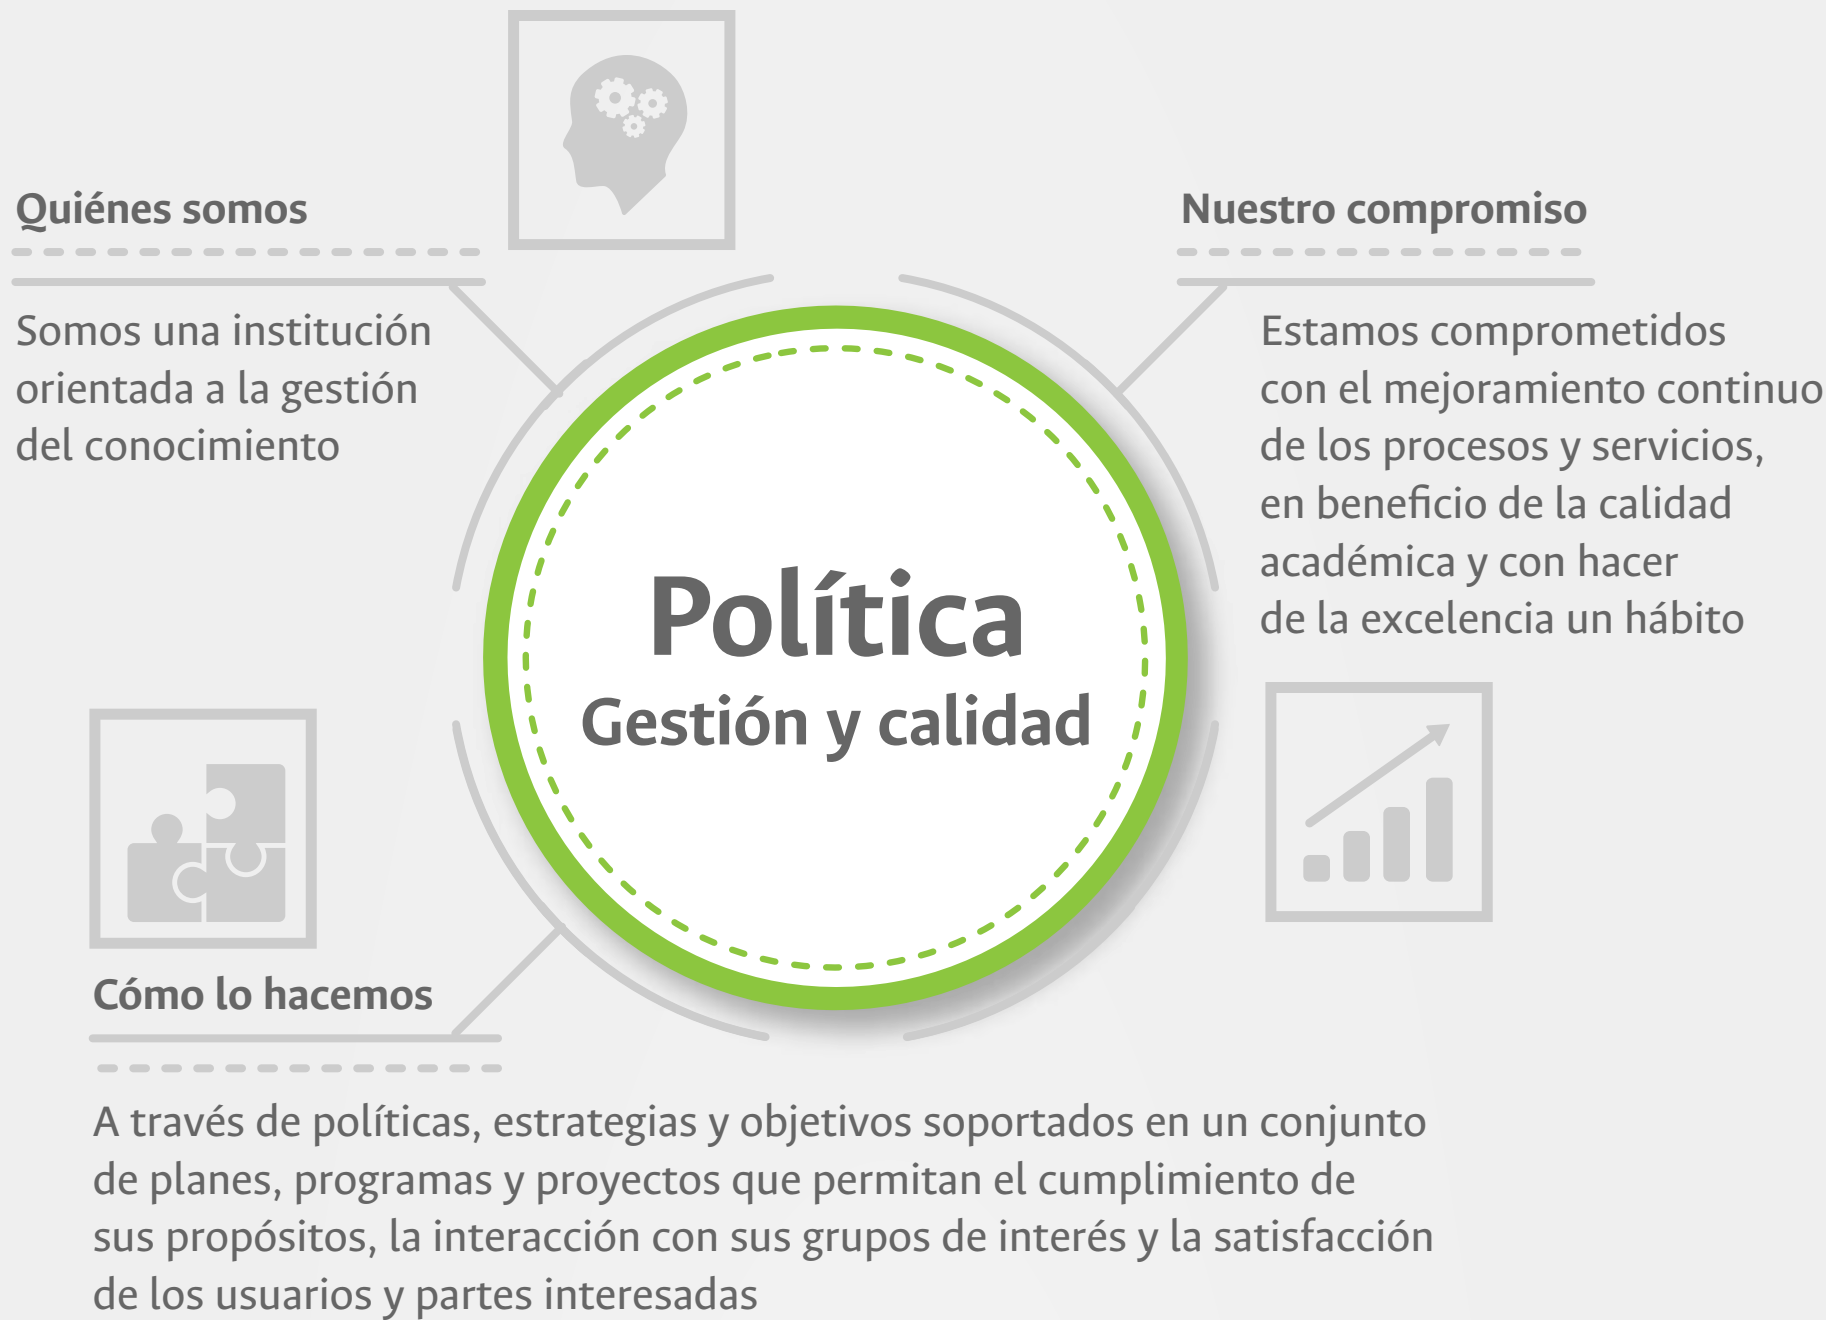 Quiénes somos
Somos una institución
orientada a la gestión
del conocimiento
Nuestro compromiso
Estamos comprometidos
con el mejoramiento continuo
de los procesos y servicios,
en beneficio de la calidad
académica y con hacer
de la excelencia un hábito
Política
Gestión y calidad
Cómo lo hacemos
A través de políticas, estrategias y objetivos soportados en un conjunto
de planes, programas y proyectos que permitan el cumplimiento de
sus propósitos, la interacción con sus grupos de interés y la satisfacción
de los usuarios y partes interesadas